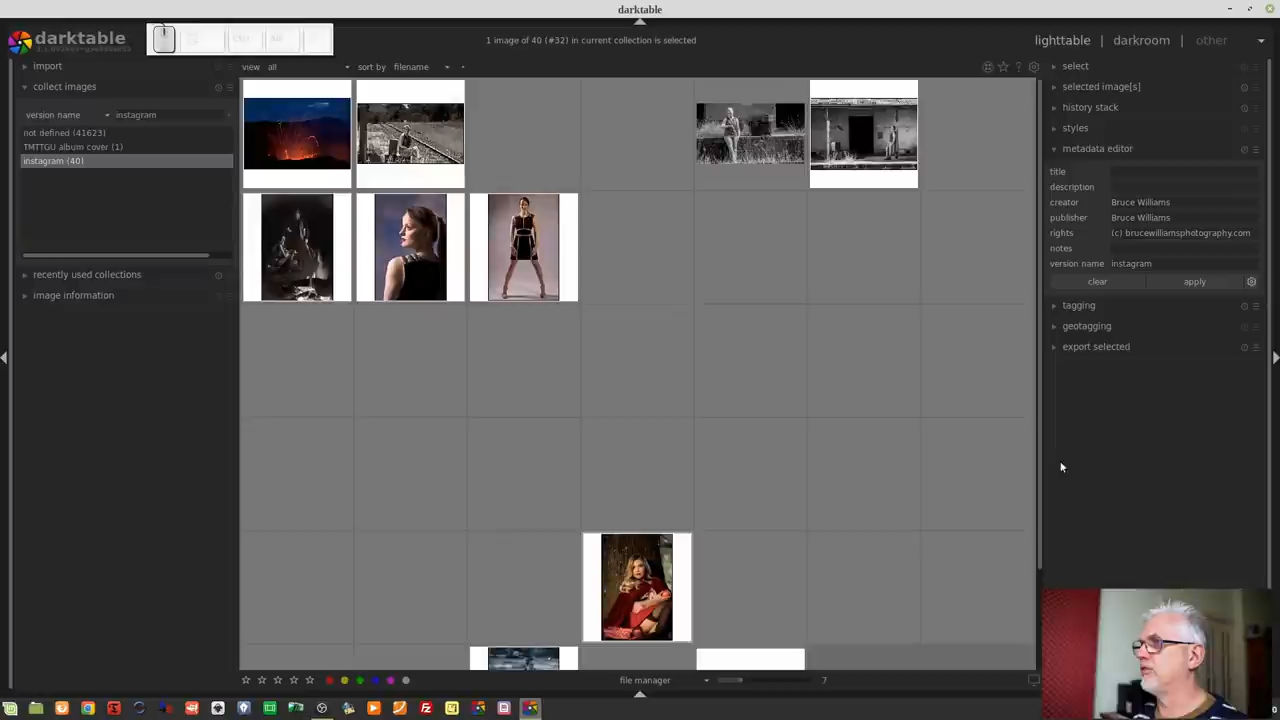 darktable
darktable
1 image of 40 (#32) in current collection is selected
lighttable | darkroom | other
import
view all sort by filename
select
collect images
selected image[s]
history stack
version name instagram
styles
not defined (41623)
TMTTGU album cover (1)
metadata editor
instagram (40)
title
description
creator Bruce Williams
publisher Bruce Williams
rights (c) brucewilliamsphotography.com
notes
version name instagram
recently used collections
clear apply
image information
tagging
geotagging
export selected
file manager 7